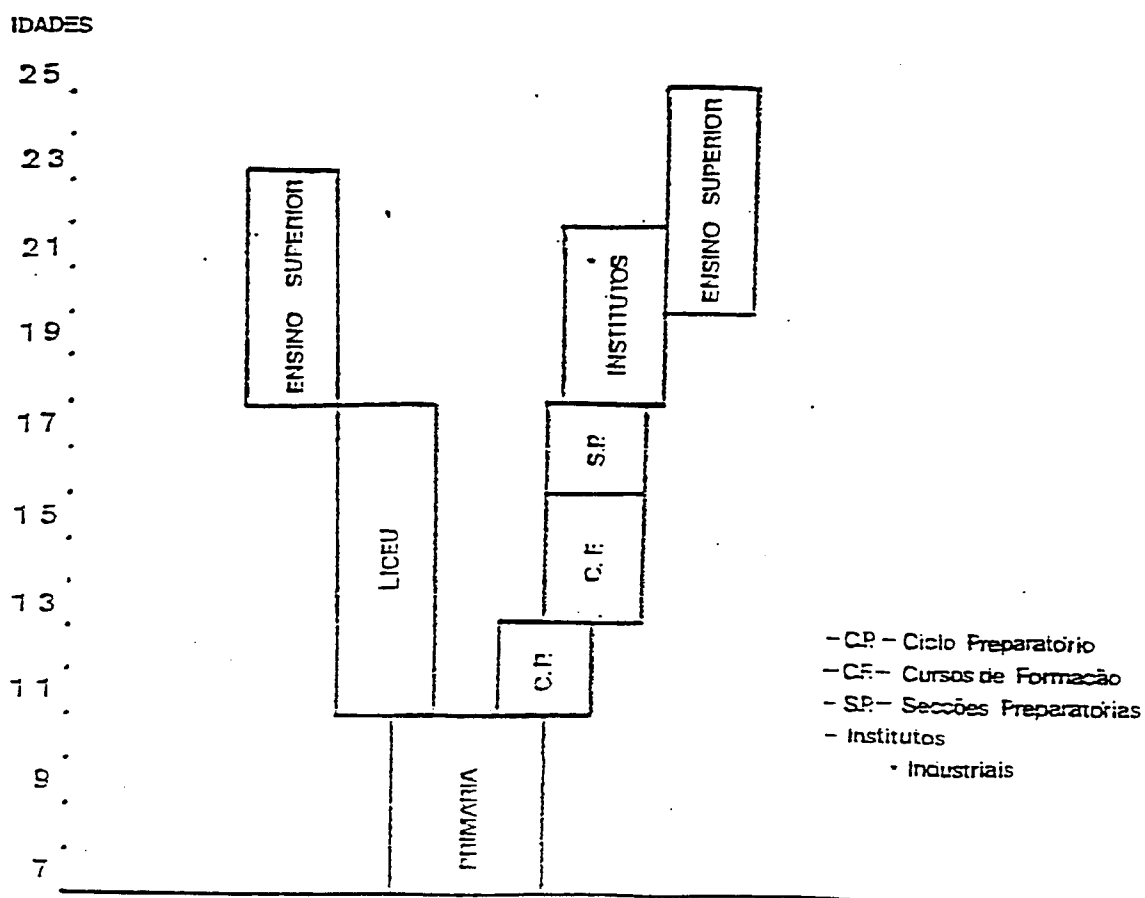 IDADES
25
23
21
19
17
15
13
11
9
7
ENSINO SUPERIOR
LICEU
PRIMÁRIA
C.P.
C.F.
S.P.
INSTITUTOS
ENSINO SUPERIOR
- C.P. - Ciclo Preparatório
- C.F. - Cursos de Formação
- S.P. - Secções Preparatórias
- Institutos
• Industriais